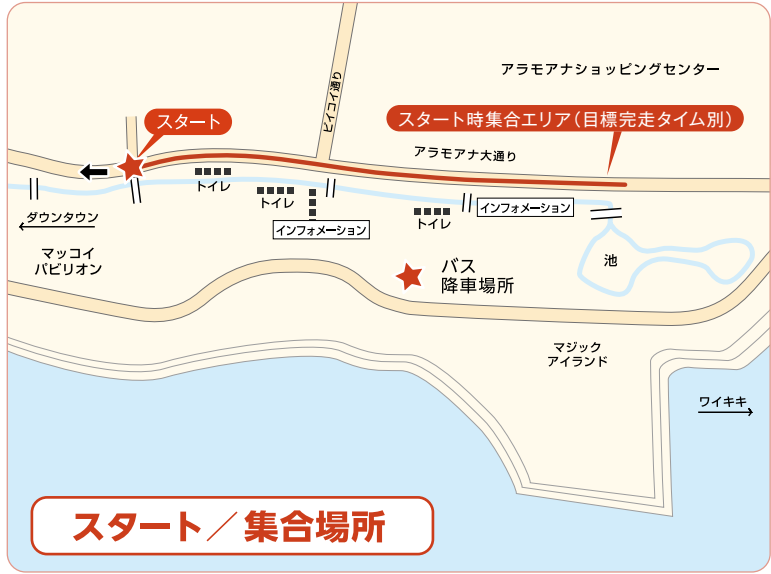 アラモアナショッピングセンター
ピイコイ通り
スタート
スタート時集合エリア（目標完走タイム別）
アラモアナ大通り
トイレ
トイレ
インフォメーション
トイレ
インフォメーション
ダウンタウン
マッコイ
パビリオン
バス
降車場所
池
マジック
アイランド
ワイキキ
スタート／集合場所